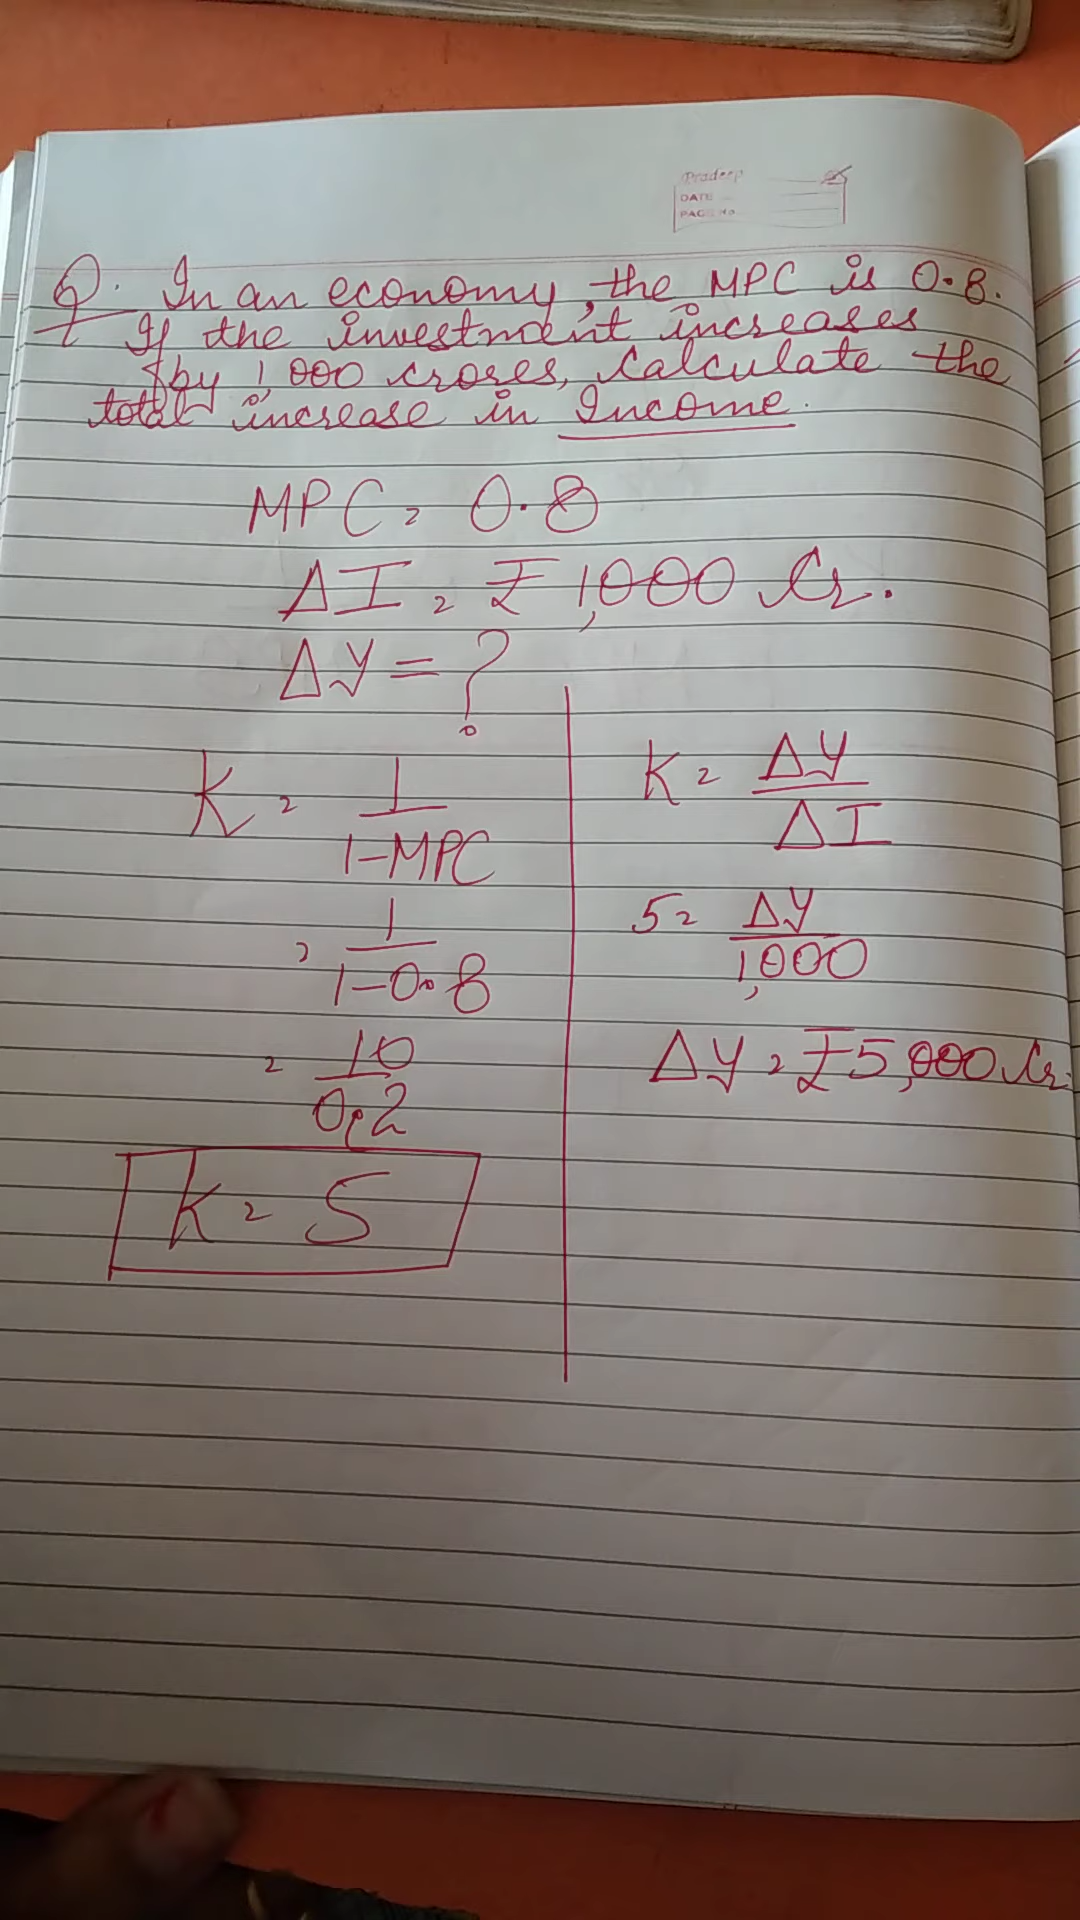 Pradeep
DATE
PAGE No.
Q. In an economy, the MPC is 0.8.
If the investment increases
by 1,000 crores, Calculate the
total increase in Income.
MPC = 0.8
ΔI = ₹ 1,000 Cr.
ΔY = ?
K = 1
1-MPC
= 1
1-0.8
= 10
0.2
K = 5
K = ΔY
ΔI
5 = ΔY
1,000
ΔY = ₹5,000 Cr.